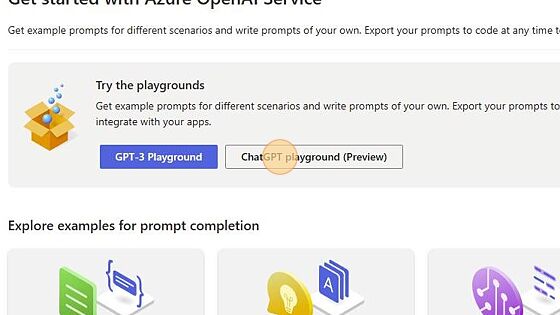 Get started with Azure OpenAI Service
Get example prompts for different scenarios and write prompts of your own. Export your prompts to code at any time
Try the playgrounds
Get example prompts for different scenarios and write prompts of your own. Export your prompts to
integrate with your apps.
GPT-3 Playground
ChatGPT playground (Preview)
Explore examples for prompt completion
A